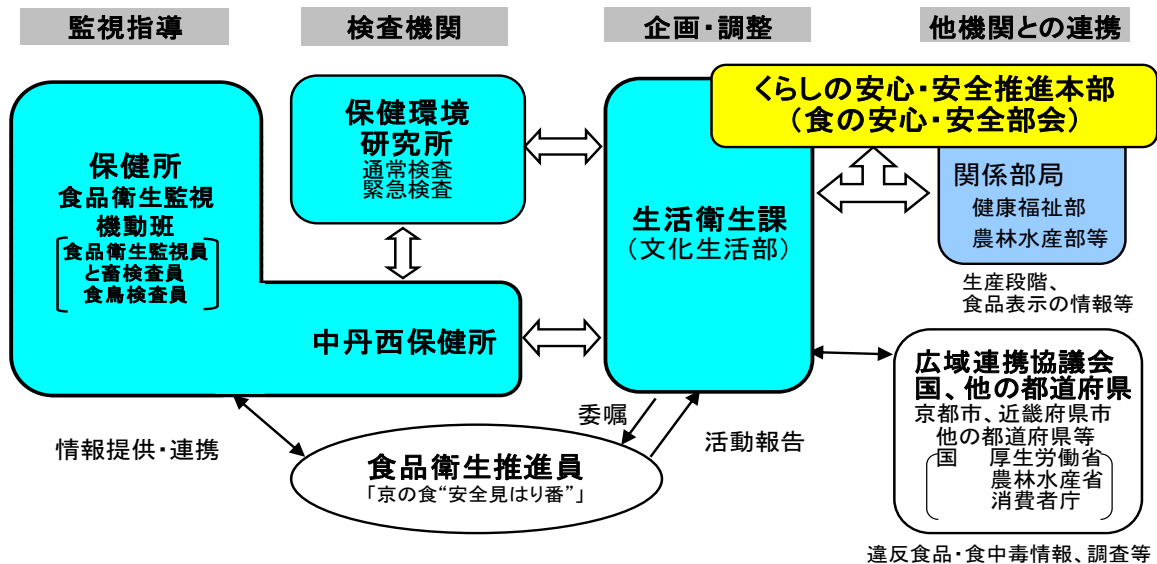 監視指導
検査機関
企画・調整
他機関との連携
保健所
食品衛生監視
機動班
食品衛生監視員
と畜検査員
食鳥検査員
中丹西保健所
保健環境
研究所
通常検査
緊急検査
生活衛生課
（文化生活部）
くらしの安心・安全推進本部
（食の安心・安全部会）
関係部局
健康福祉部
農林水産部等
生産段階、
食品表示の情報等
広域連携協議会
国、他の都道府県
京都市、近畿府県市
他の都道府県等
国 厚生労働省
農林水産省
消費者庁
違反食品・食中毒情報、調査等
情報提供・連携
委嘱
活動報告
食品衛生推進員
「京の食“安全見はり番”」